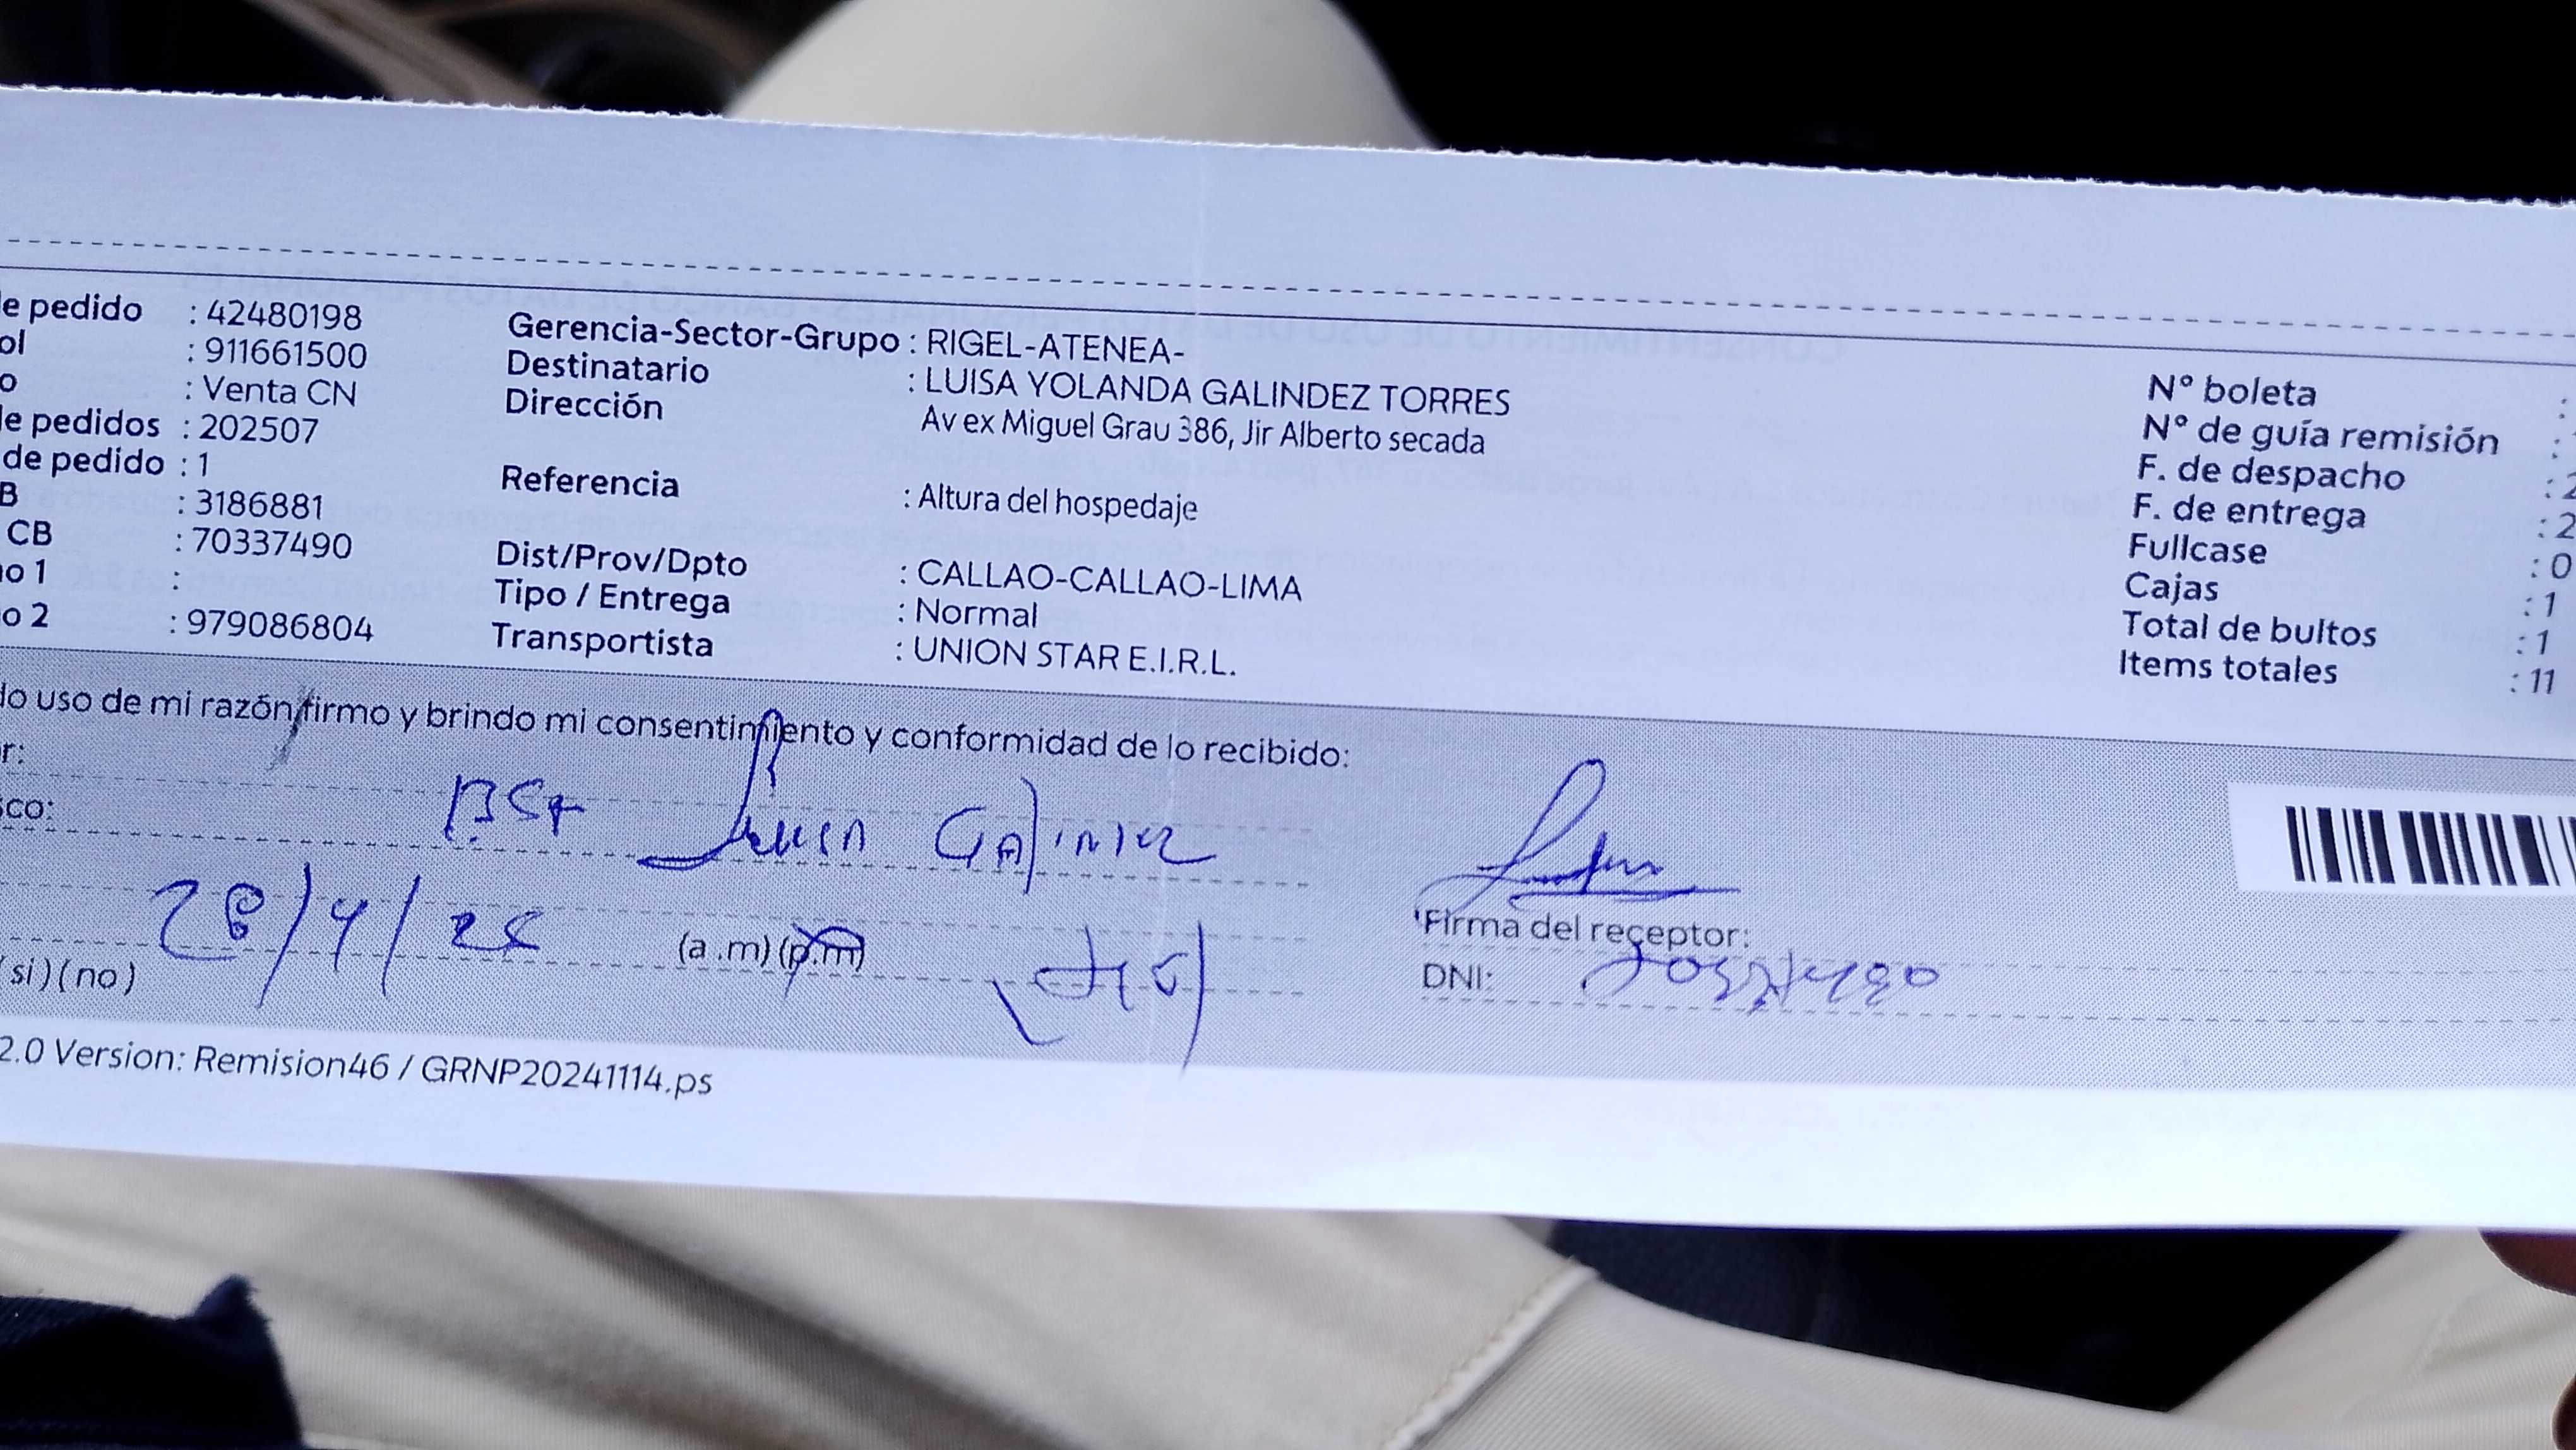 e pedido : 42480198
ol : 911661500
o : Venta CN
e pedidos : 202507
de pedido : 1
B : 3186881
CB : 70337490
o 1 :
o 2 : 979086804
Gerencia-Sector-Grupo : RIGEL-ATENEA-
Destinatario : LUISA YOLANDA GALINDEZ TORRES
Dirección Av ex Miguel Grau 386, Jir Alberto secada
Referencia : Altura del hospedaje
Dist/Prov/Dpto : CALLAO-CALLAO-LIMA
Tipo / Entrega : Normal
Transportista : UNION STAR E.I.R.L.
N° boleta :
N° de guía remisión :
F. de despacho : 2
F. de entrega : 2
Fullcase : 0
Cajas : 1
Total de bultos : 1
Items totales : 11
do uso de mi razón firmo y brindo mi consentimiento y conformidad de lo recibido:
r:
sco: Luisa
28/4/25 (a.m) (p.m)
(si) (no)
Firma del receptor:
DNI:
2.0 Version: Remision46 / GRNP20241114.ps